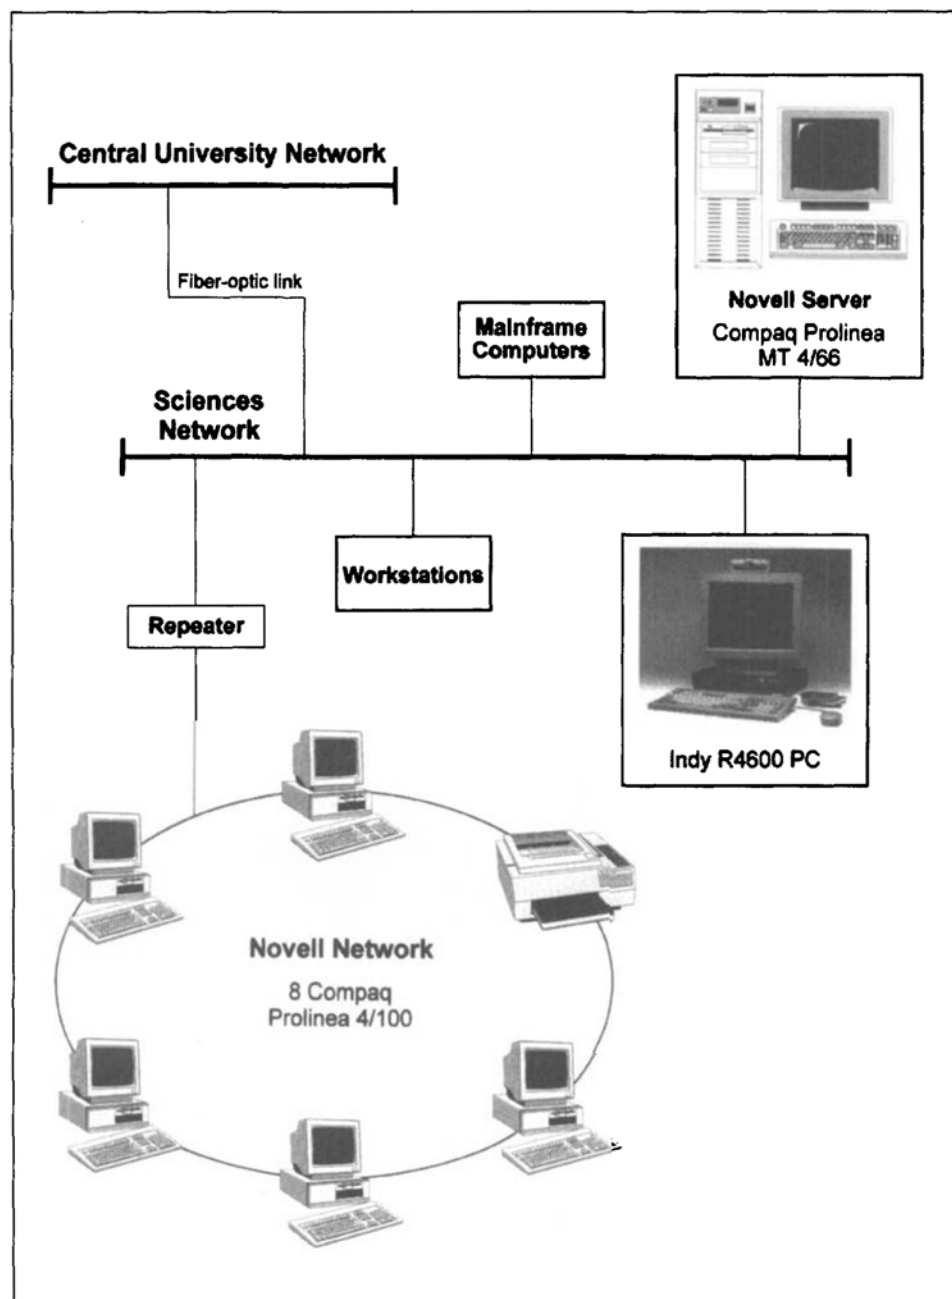 Central University Network
Fiber-optic link
Mainframe
Computers
Novell Server
Compaq Prolinea
MT 4/66
Sciences
Network
Workstations
Repeater
Indy R4600 PC
Novell Network
8 Compaq
Prolinea 4/100